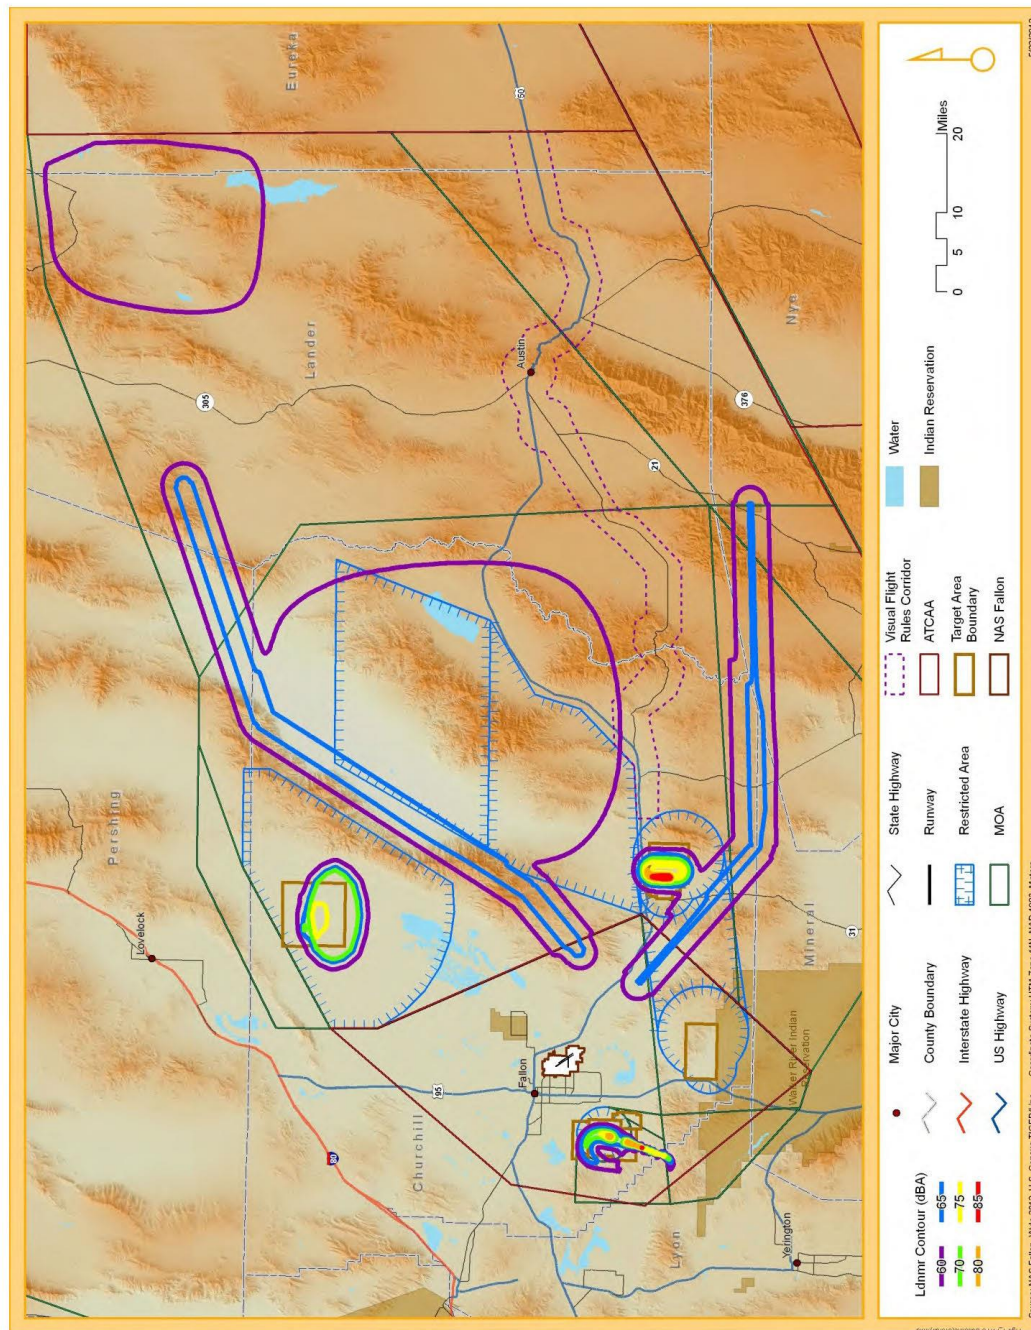 Eureka
50
Nye
Lander
Austin
305
376
21
Pershing
Lovelock
Mineral
31
Walker River Indian
Reservation
Fallon
95
80
Churchill
Lyon
Yerington
Ldnmr Contour (dBA)
60
65
70
75
80
85
Major City
County Boundary
Interstate Highway
US Highway
State Highway
Runway
Restricted Area
MOA
Visual Flight
Rules Corridor
ATCAA
Target Area
Boundary
NAS Fallon
Water
Indian Reservation
0
5
10
20
Miles